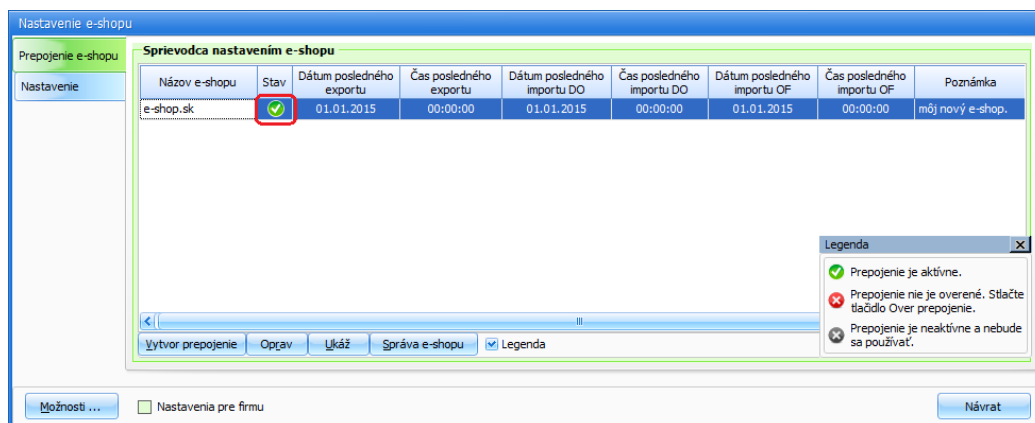 Nastavenie e-shopu
Prepojenie e-shopu
Nastavenie
Sprievodca nastavením e-shopu
Názov e-shopu
Stav
Dátum posledného
exportu
Čas posledného
exportu
Dátum posledného
importu DO
Čas posledného
importu DO
Dátum posledného
importu OF
Čas posledného
importu OF
Poznámka
e-shop.sk
01.01.2015
00:00:00
01.01.2015
00:00:00
01.01.2015
00:00:00
môj nový e-shop.
Legenda
Prepojenie je aktívne.
Prepojenie nie je overené. Stlačte
tlačidlo Over prepojenie.
Prepojenie je neaktívne a nebude
sa používať.
Vytvor prepojenie
Oprav
Ukáž
Správa e-shopu
Legenda
Možnosti ...
Nastavenia pre firmu
Návrat